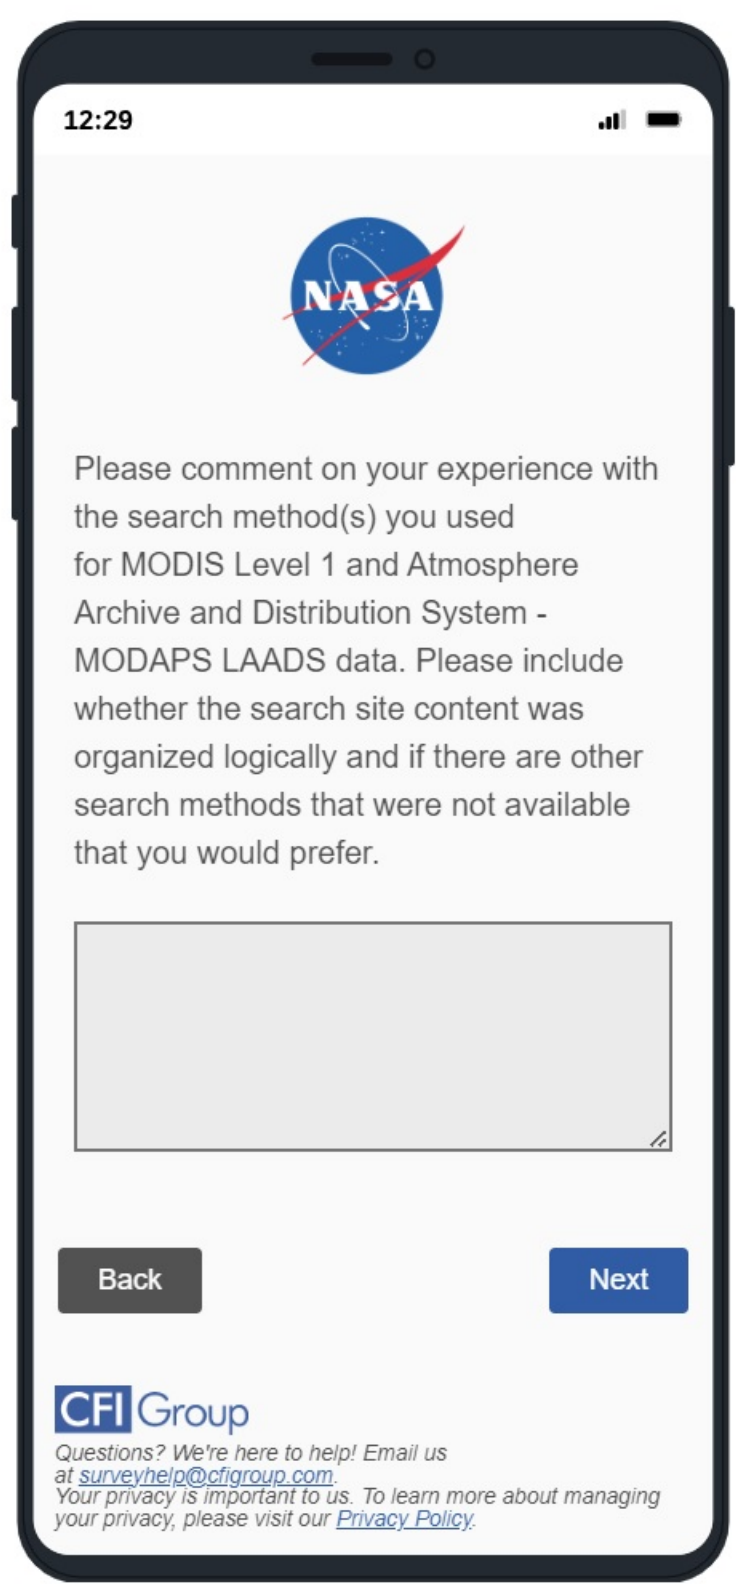 12:29
NASA
Please comment on your experience with
the search method(s) you used
for MODIS Level 1 and Atmosphere
Archive and Distribution System -
MODAPS LAADS data. Please include
whether the search site content was
organized logically and if there are other
search methods that were not available
that you would prefer.
Back
Next
CFI Group
Questions? We're here to help! Email us
at surveyhelp@cfigroup.com.
Your privacy is important to us. To learn more about managing
your privacy, please visit our Privacy Policy.